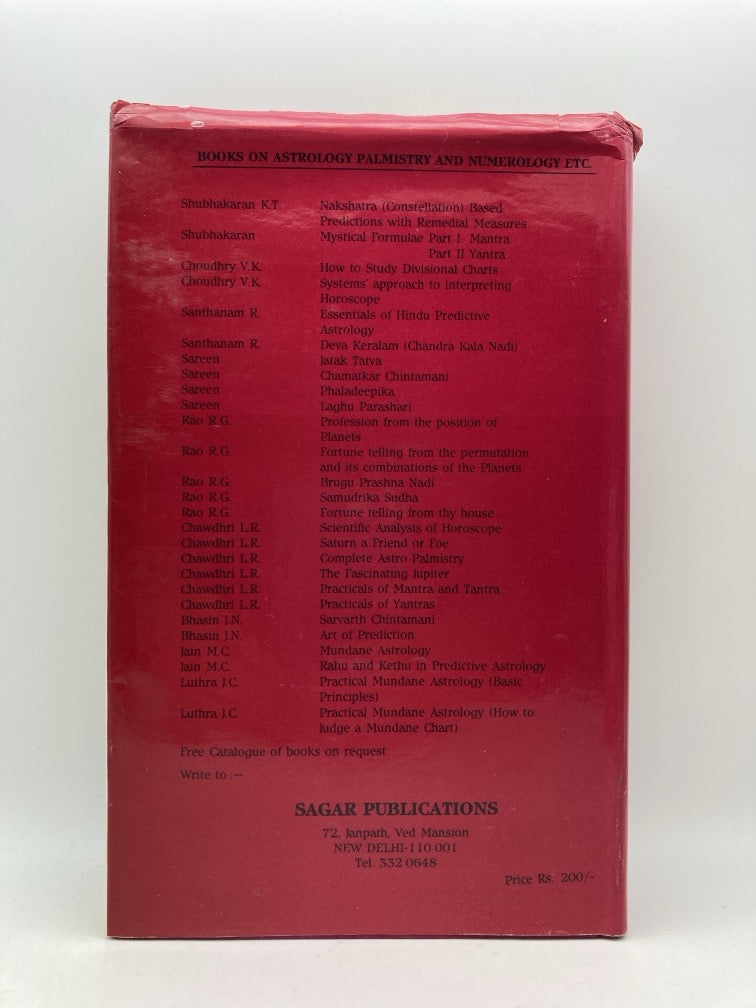 BOOKS ON ASTROLOGY PALMISTRY AND NUMEROLOGY ETC.
Shubhakaran K.T. Nakshatra (Constellation) Based
Predictions with Remedial Measures
Shubhakaran Mystical Formulae Part I Mantra
Part II Yantra
Choudhry V.K. How to Study Divisional Charts
Choudhry V.K. Systems' approach to interpreting
Horoscope
Santhanam R. Essentials of Hindu Predictive
Astrology
Santhanam R. Deva Keralam (Chandra Kala Nadi)
Sareen Jatak Tatva
Sareen Chamatkar Chintamani
Sareen Phaladeepika
Sareen Laghu Parashari
Rao R.G. Profession from the position of
Planets
Rao R.G. Fortune telling from the permutation
and its combinations of the Planets
Rao R.G. Brugu Prashna Nadi
Rao R.G. Samudrika Sudha
Rao R.G. Fortune telling from thy house
Chawdhri L.R. Scientific Analysis of Horoscope
Chawdhri L.R. Saturn a Friend or Foe
Chawdhri L.R. Complete Astro Palmistry
Chawdhri L.R. The Fascinating Jupiter
Chawdhri L.R. Practicals of Mantra and Tantra
Chawdhri L.R. Practicals of Yantras
Bhasin J.N. Sarvarth Chintamani
Bhasin J.N. Art of Prediction
Jain M.C. Mundane Astrology
Jain M.C. Rahu and Kethu in Predictive Astrology
Luthra J.C. Practical Mundane Astrology (Basic
Principles)
Luthra J.C. Practical Mundane Astrology (How to
Judge a Mundane Chart)
Free Catalogue of books on request
Write to :—
SAGAR PUBLICATIONS
72, Janpath, Ved Mansion
NEW DELHI-110 001
Tel. 332 0648
Price Rs. 200/-